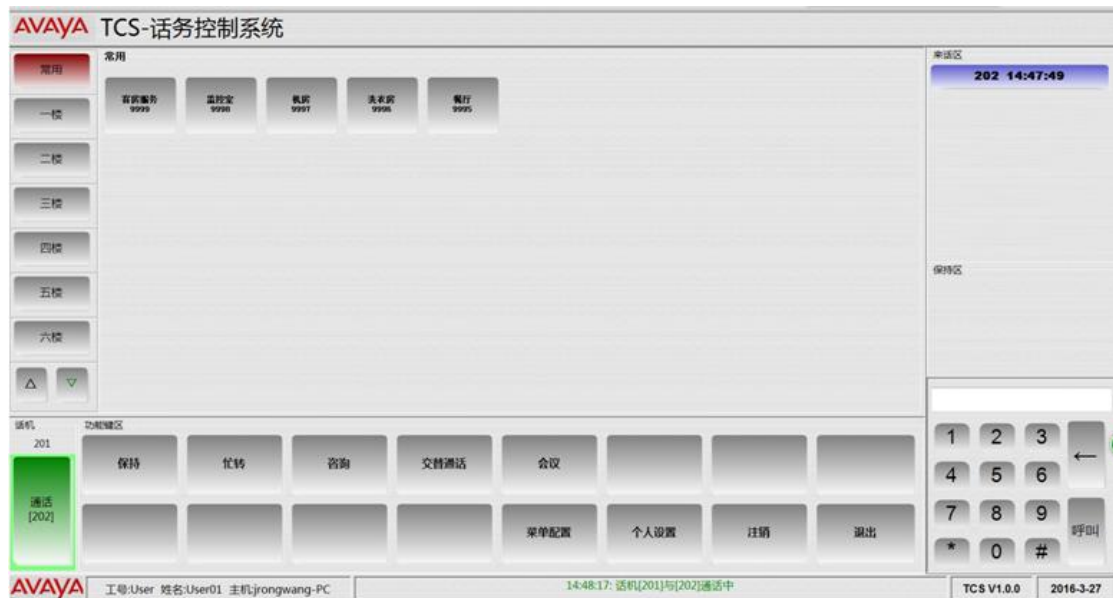 AVAYA TCS-话务控制系统
常用
一楼
二楼
三楼
四楼
五楼
六楼
△ ▽
常用
客房服务
9999
监控室
9998
机房
9997
洗衣房
9996
餐厅
9995
来话区
202 14:47:49
保持区
话机
201
通话
[202]
功能键区
保持 忙转 咨询 交替通话 会议
菜单配置 个人设置 注销 退出
1 2 3 ←
4 5 6
7 8 9 呼叫
* 0 #
AVAYA 工号:User 姓名:User01 主机:jrongwang-PC 14:48:17: 话机[201]与[202]通话中 TCS V1.0.0 2016-3-27